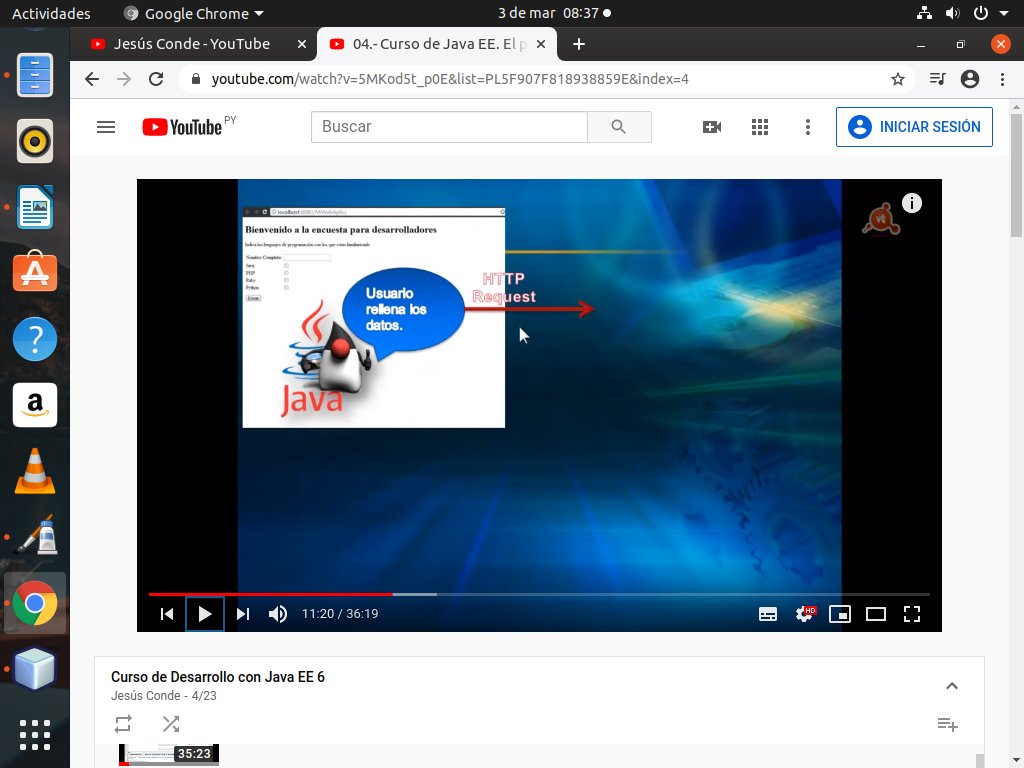 Actividades
Google Chrome
3 de mar 08:37
Jesús Conde - YouTube
04.- Curso de Java EE. El p
youtube.com/watch?v=5MKod5t_p0E&list=PL5F907F818938859E&index=4
YouTube PY
Buscar
INICIAR SESIÓN
localhost:8080/MiWebApp/
Bienvenido a la encuesta para desarrolladores
Indica los lenguajes de programación con los que estás familiarizado
Nombre Completo:
Java
PHP
Ruby
Python
Enviar
Usuario
rellena los
datos.
HTTP
Request
Java
11:20 / 36:19
HD
Curso de Desarrollo con Java EE 6
Jesús Conde - 4/23
35:23